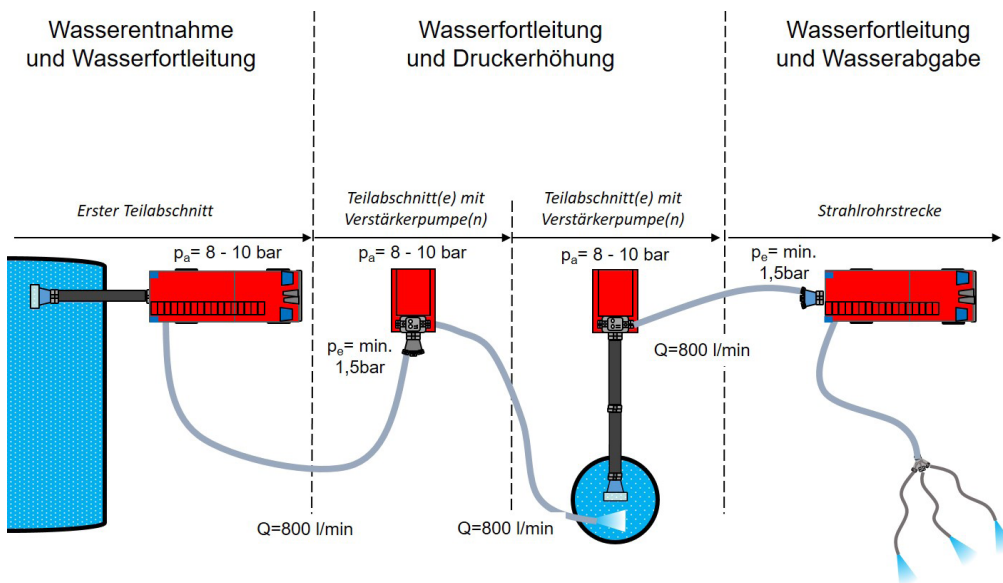 Wasserentnahme
und Wasserfortleitung
Wasserfortleitung
und Druckerhöhung
Wasserfortleitung
und Wasserabgabe
Erster Teilabschnitt
Teilabschnitt(e) mit
Verstärkerpumpe(n)
Teilabschnitt(e) mit
Verstärkerpumpe(n)
Strahlrohrstrecke
pa= 8 - 10 bar
pa= 8 - 10 bar
pa= 8 - 10 bar
pe= min.
1,5bar
pe= min.
1,5bar
Q=800 l/min
Q=800 l/min
Q=800 l/min